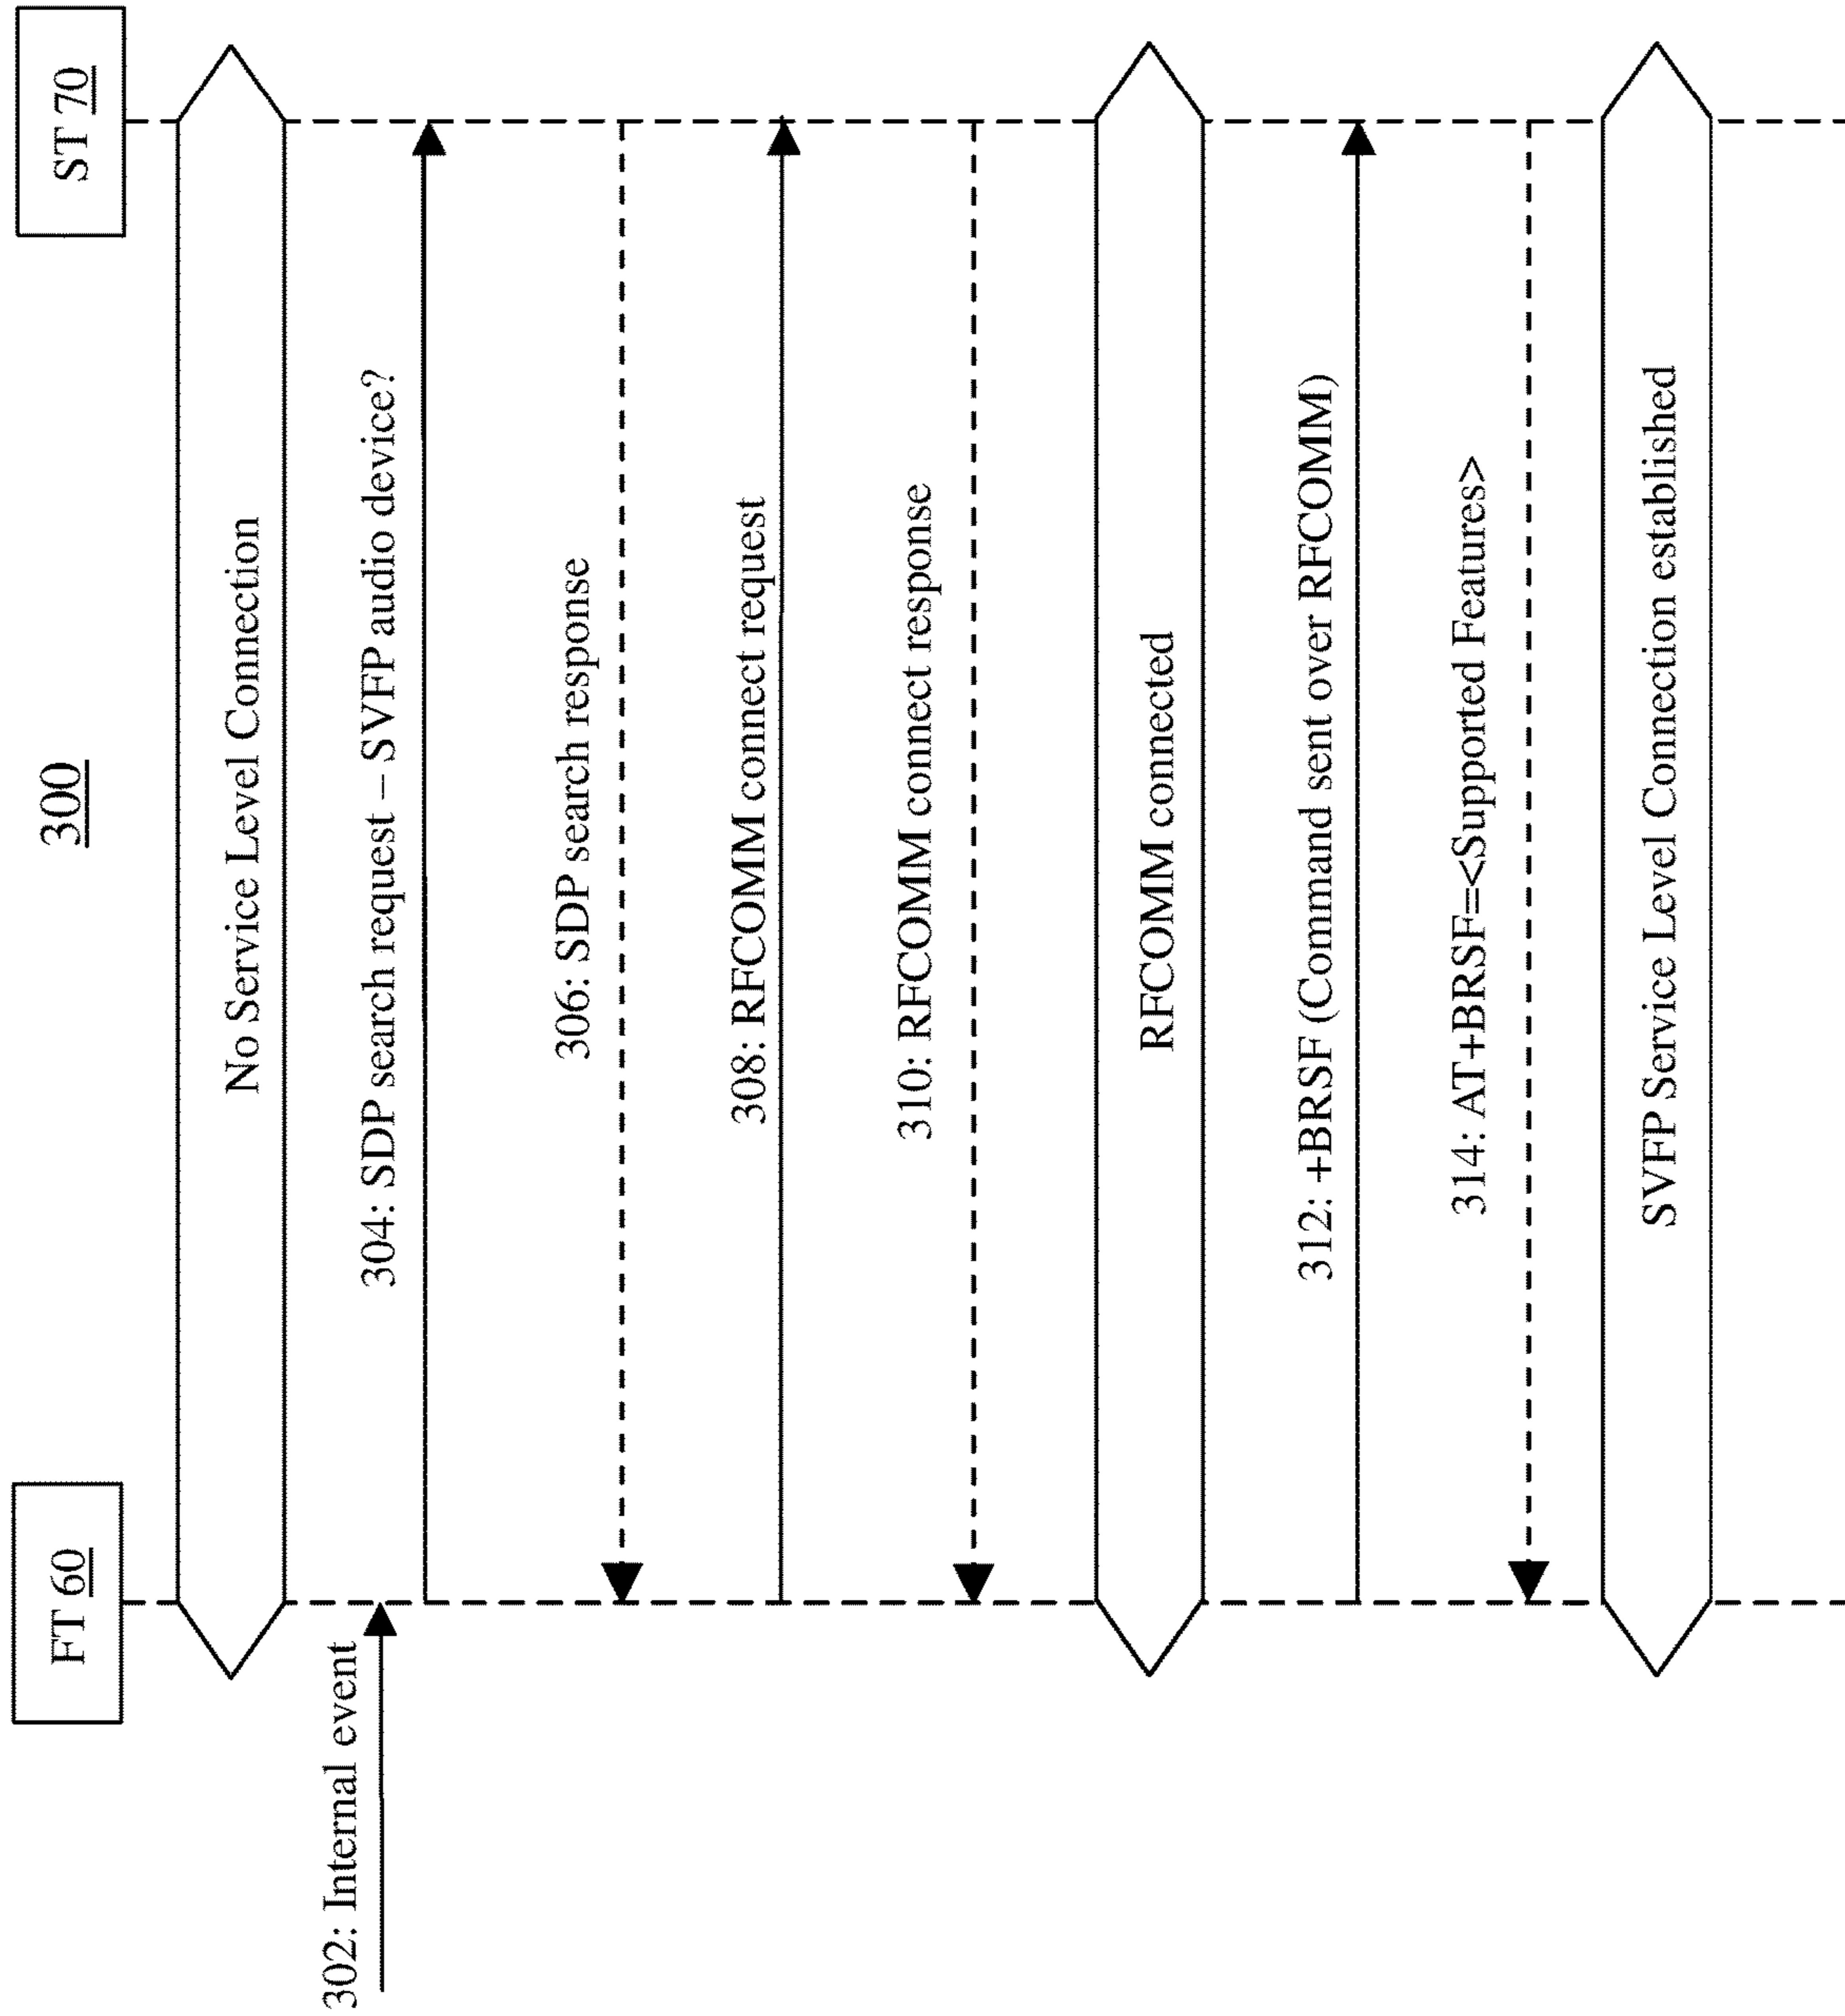 300
FT 60
ST 70
No Service Level Connection
302: Internal event
304: SDP search request – SVFP audio device?
306: SDP search response
308: RFCOMM connect request
310: RFCOMM connect response
RFCOMM connected
312: +BRSF (Command sent over RFCOMM)
314: AT+BRSF=<Supported Features>
SVFP Service Level Connection established